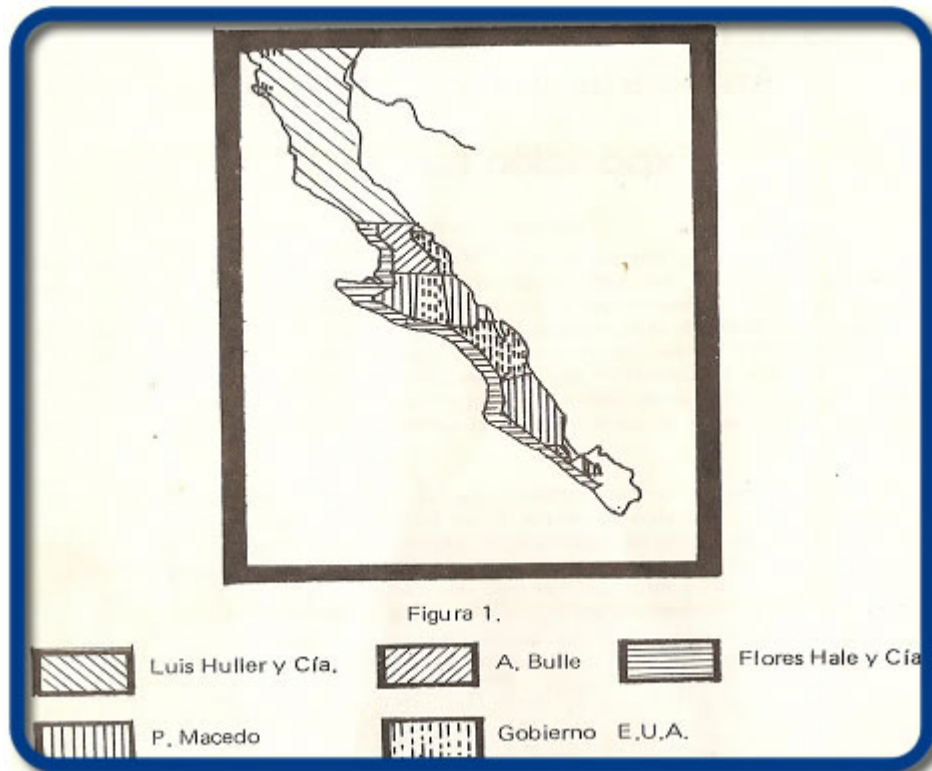 Figura 1.
Luis Huller y Cía. A. Bulle Flores Hale y Cía
P. Macedo Gobierno E.U.A.